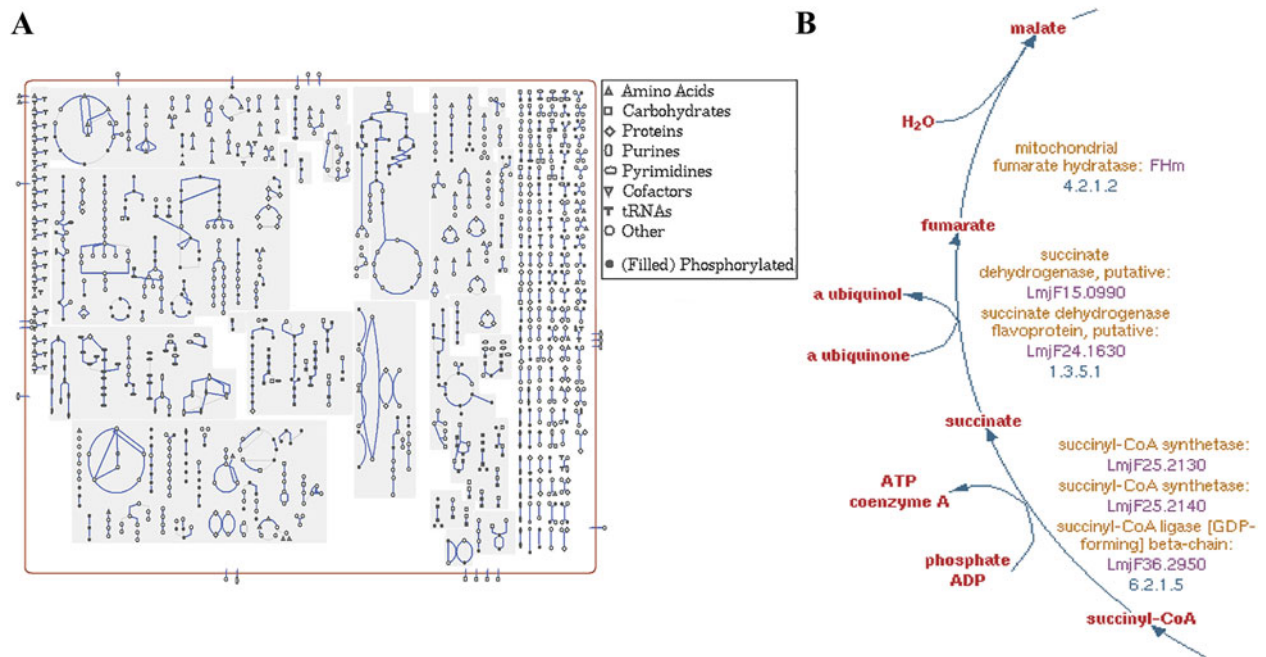 A
Amino Acids
Carbohydrates
Proteins
Purines
Pyrimidines
Cofactors
tRNAs
Other
(Filled) Phosphorylated
B
malate
H₂O
mitochondrial
fumarate hydratase: FHm
4.2.1.2
fumarate
succinate
dehydrogenase, putative:
LmjF15.0990
succinate dehydrogenase
flavoprotein, putative:
LmjF24.1630
1.3.5.1
a ubiquinol
a ubiquinone
succinate
succinyl-CoA synthetase:
LmjF25.2130
succinyl-CoA synthetase:
LmjF25.2140
succinyl-CoA ligase [GDP-
forming] beta-chain:
LmjF36.2950
6.2.1.5
ATP
coenzyme A
phosphate
ADP
succinyl-CoA